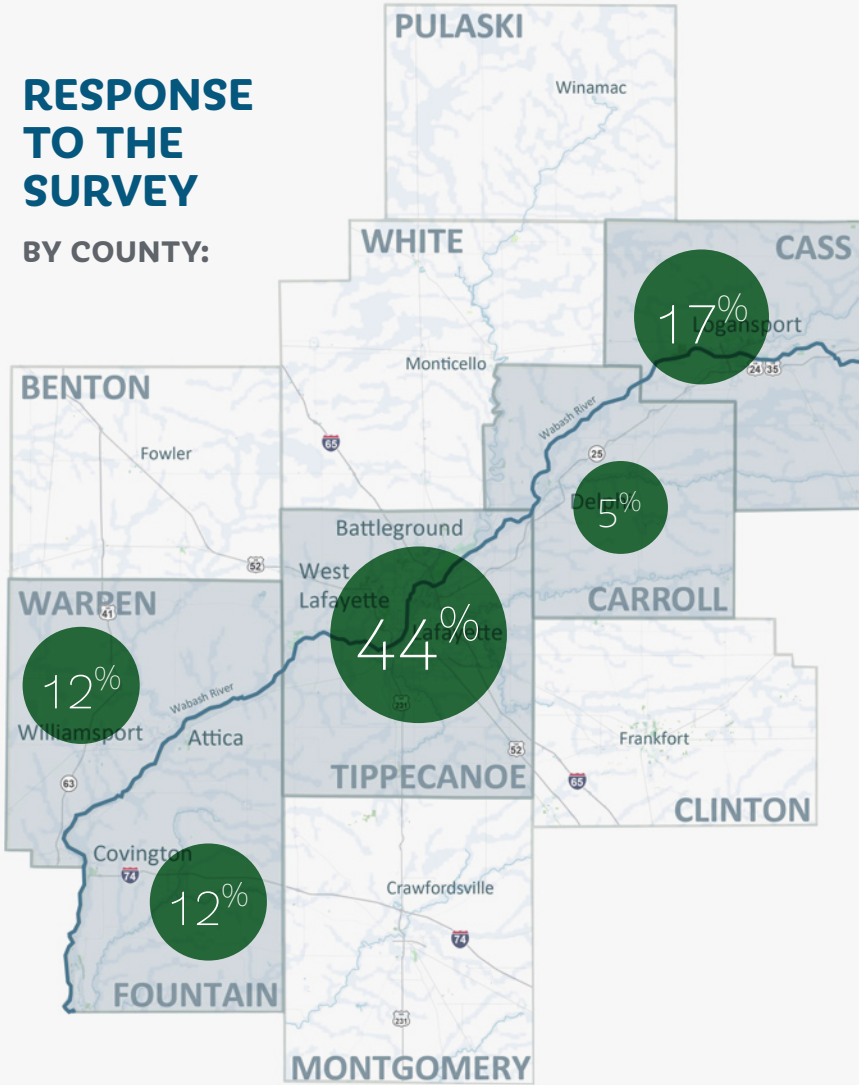 RESPONSE
TO THE
SURVEY
BY COUNTY:
PULASKI
Winamac
WHITE
CASS
17%
Logansport
24 35
Monticello
BENTON
Wabash River
Fowler
65
25
Delphi
5%
Battleground
52
West
Lafayette
CARROLL
WARREN
41
Lafayette
44%
12%
Wabash River
Williamsport
Attica
231
Frankfort
52
63
TIPPECANOE
65
CLINTON
Covington
74
Crawfordsville
12%
74
FOUNTAIN
231
MONTGOMERY